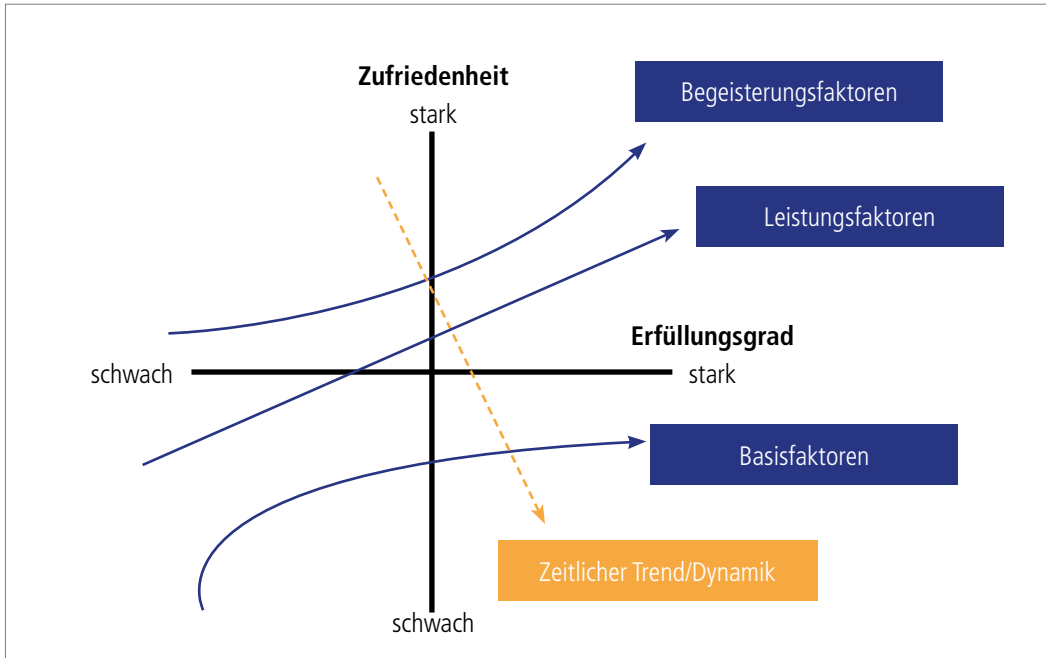 Zufriedenheit
stark
Begeisterungsfaktoren
Leistungsfaktoren
Erfüllungsgrad
schwach
stark
Basisfaktoren
Zeitlicher Trend/Dynamik
schwach